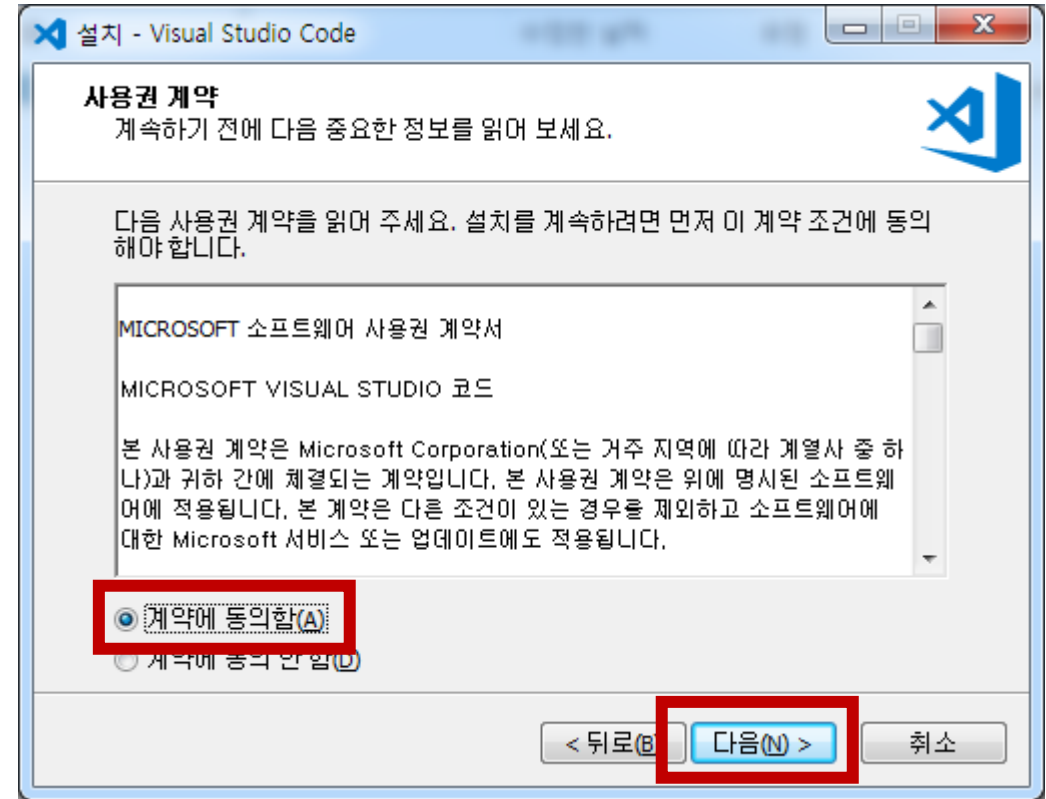 설치 - Visual Studio Code
사용권 계약
계속하기 전에 다음 중요한 정보를 읽어 보세요.
다음 사용권 계약을 읽어 주세요. 설치를 계속하려면 먼저 이 계약 조건에 동의
해야 합니다.
MICROSOFT 소프트웨어 사용권 계약서
MICROSOFT VISUAL STUDIO 코드
본 사용권 계약은 Microsoft Corporation(또는 거주 지역에 따라 계열사 중 하
나)과 귀하 간에 체결되는 계약입니다. 본 사용권 계약은 위에 명시된 소프트웨
어에 적용됩니다. 본 계약은 다른 조건이 있는 경우를 제외하고 소프트웨어에
대한 Microsoft 서비스 또는 업데이트에도 적용됩니다.
계약에 동의함(A)
계약에 동의 안 함(D)
< 뒤로(B) 다음(N) > 취소